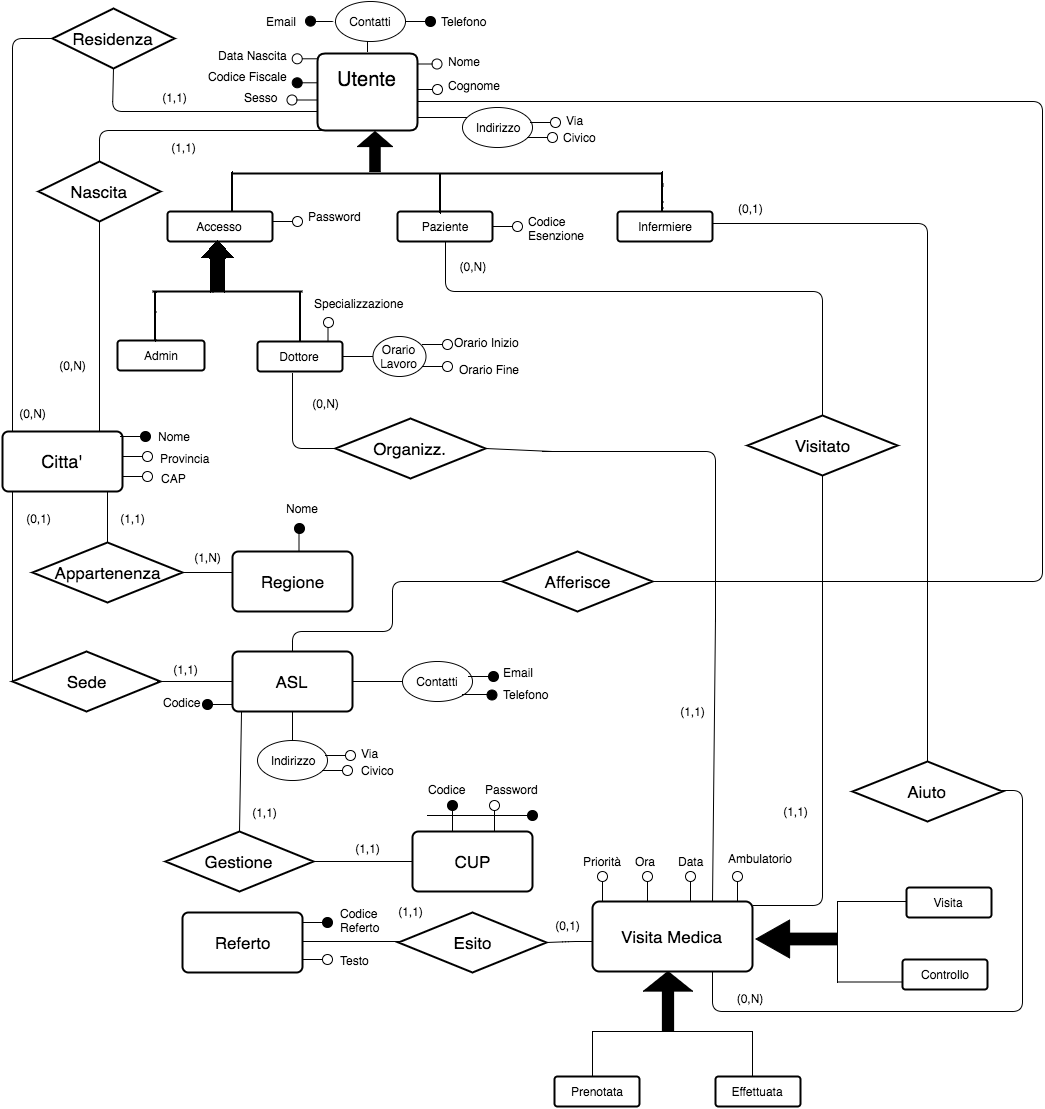 Email
Contatti
Telefono
Residenza
Data Nascita
Codice Fiscale
Sesso
Utente
Nome
Cognome
(1,1)
Indirizzo
Via
Civico
(1,1)
Nascita
Accesso
Password
Paziente
Codice
Esenzione
Infermiere
(0,1)
(0,N)
Specializzazione
Admin
Dottore
Orario
Lavoro
Orario Inizio
Orario Fine
(0,N)
(0,N)
(0,N)
Citta'
Nome
Provincia
CAP
Organizz.
Visitato
(0,1)
(1,1)
Nome
Appartenenza
(1,N)
Regione
Afferisce
Sede
(1,1)
ASL
Codice
Contatti
Email
Telefono
(1,1)
Indirizzo
Via
Civico
Aiuto
(1,1)
Codice
Password
(1,1)
Gestione
(1,1)
CUP
Priorità
Ora
Data
Ambulatorio
Referto
Codice
Referto
Testo
(1,1)
Esito
(0,1)
Visita Medica
Visita
Controllo
(0,N)
Prenotata
Effettuata